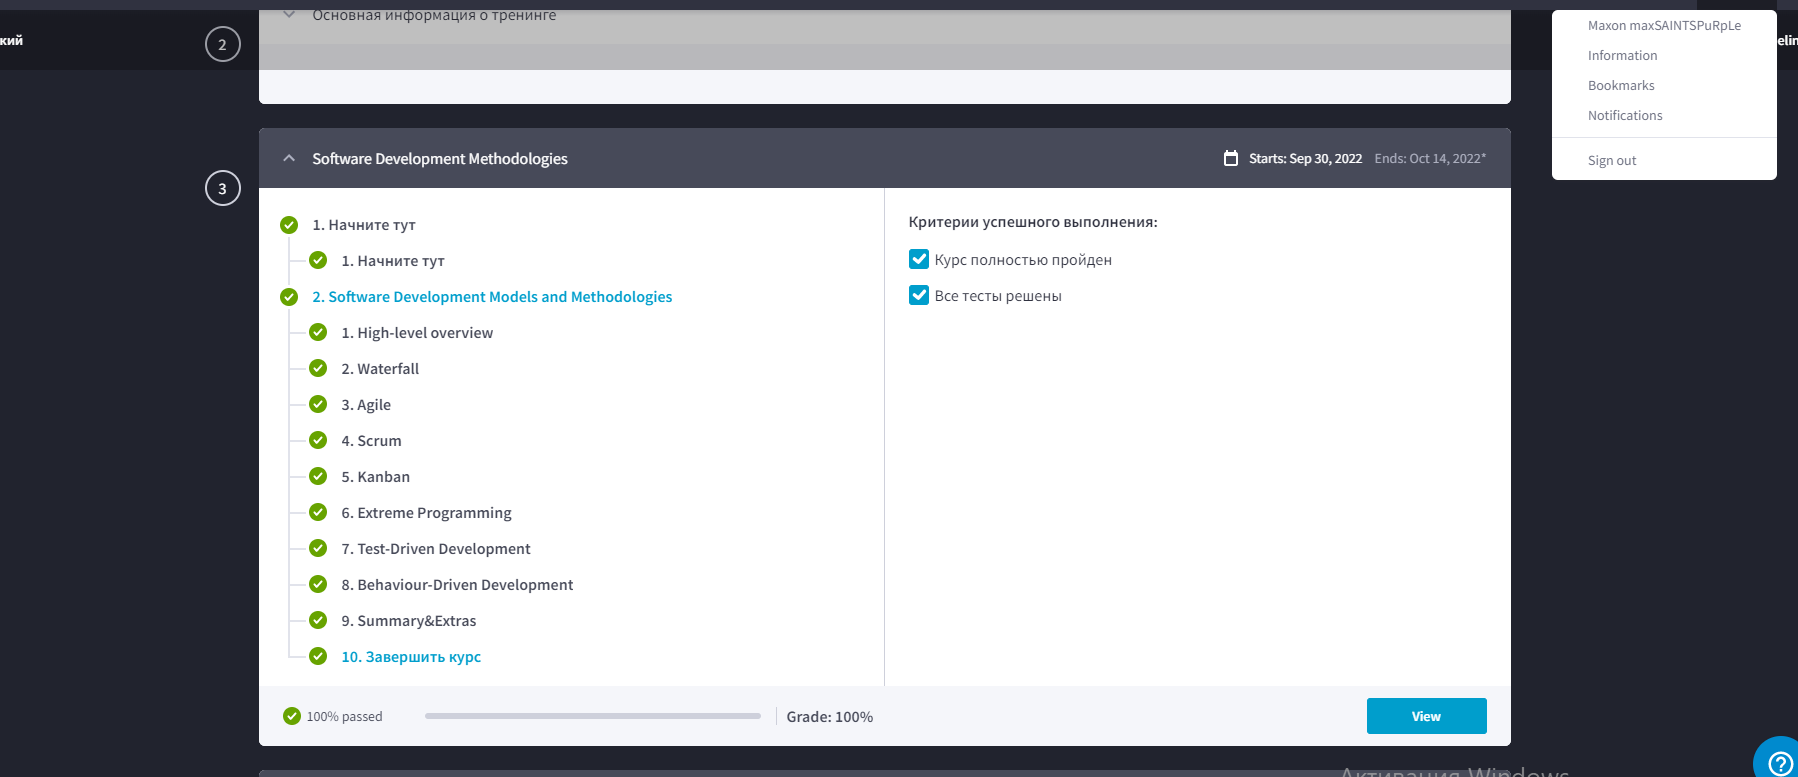 Основная информация о тренинге
кий
2
Maxon maxSAINTSPuRpLe
Information
Bookmarks
Notifications
Sign out
Software Development Methodologies
Starts: Sep 30, 2022 Ends: Oct 14, 2022*
3
1. Начните тут
1. Начните тут
2. Software Development Models and Methodologies
1. High-level overview
2. Waterfall
3. Agile
4. Scrum
5. Kanban
6. Extreme Programming
7. Test-Driven Development
8. Behaviour-Driven Development
9. Summary&Extras
10. Завершить курс
Критерии успешного выполнения:
Курс полностью пройден
Все тесты решены
100% passed
Grade: 100%
View
Активация Windows